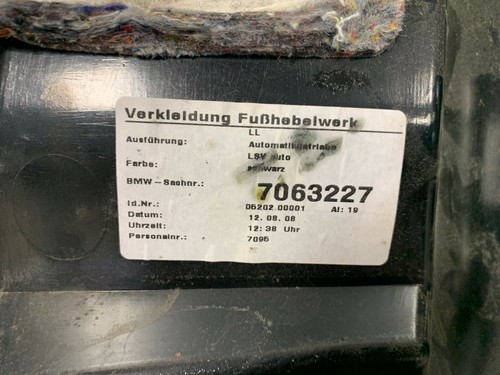 Verkleidung Fußhebelwerk
Ausführung: LL
Automatikgetriebe
Farbe: LSV auto
schwarz
BMW-Sachnr.: 7063227
Id.Nr.: 05202.00001 AI: 19
Datum: 12.08.08
Uhrzeit: 12:38 Uhr
Personalnr.: 7095